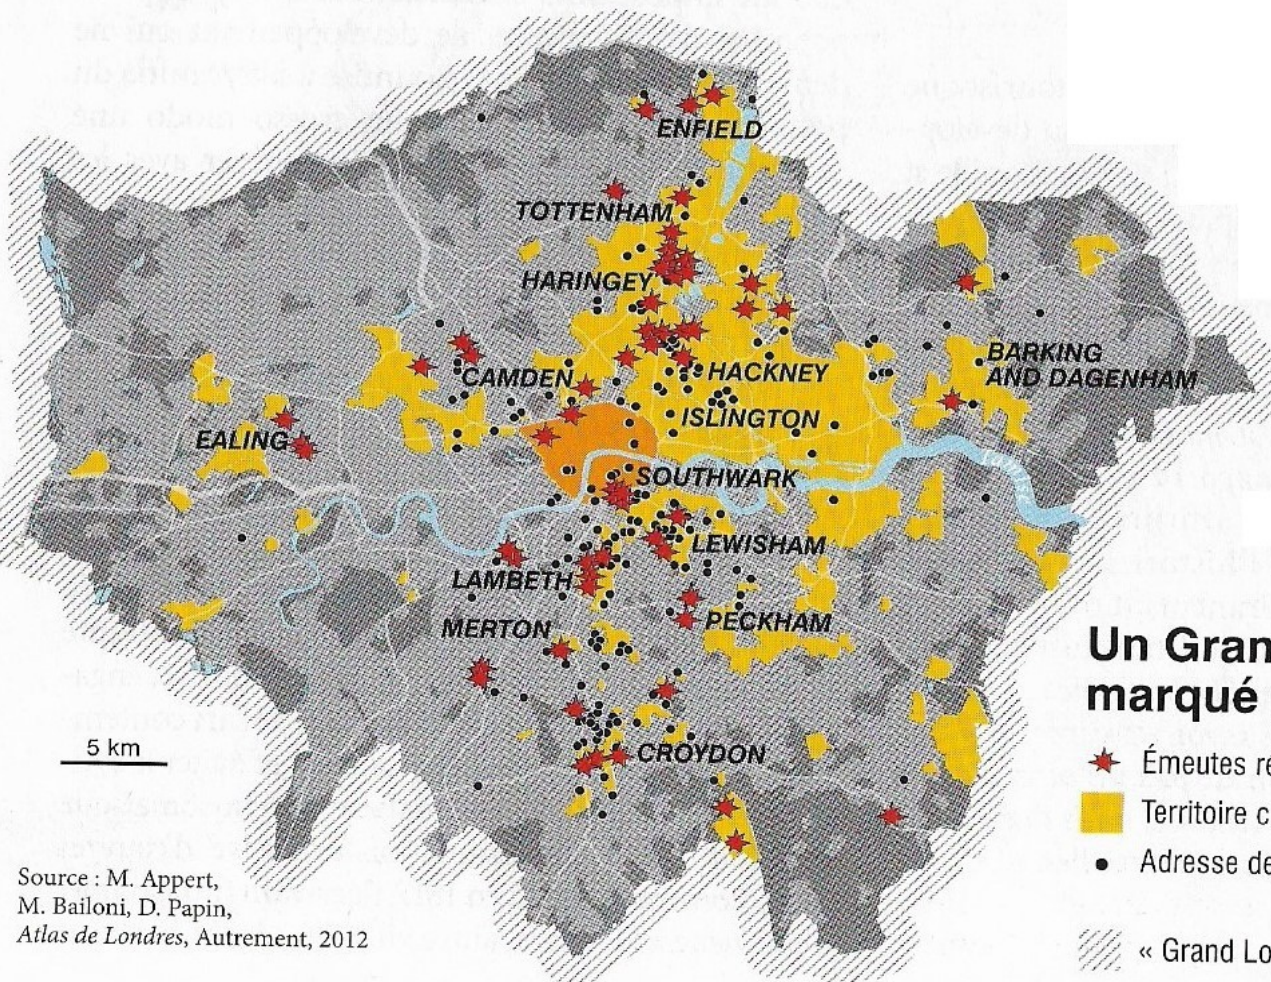 ENFIELD
TOTTENHAM
HARINGEY
BARKING
AND DAGENHAM
CAMDEN
HACKNEY
ISLINGTON
EALING
SOUTHWARK
LEWISHAM
LAMBETH
PECKHAM
MERTON
CROYDON
5 km
Source : M. Appert,
M. Bailoni, D. Papin,
Atlas de Londres, Autrement, 2012
Un Gran
marqué
Émeutes ré
Territoire c
Adresse de
« Grand Lo